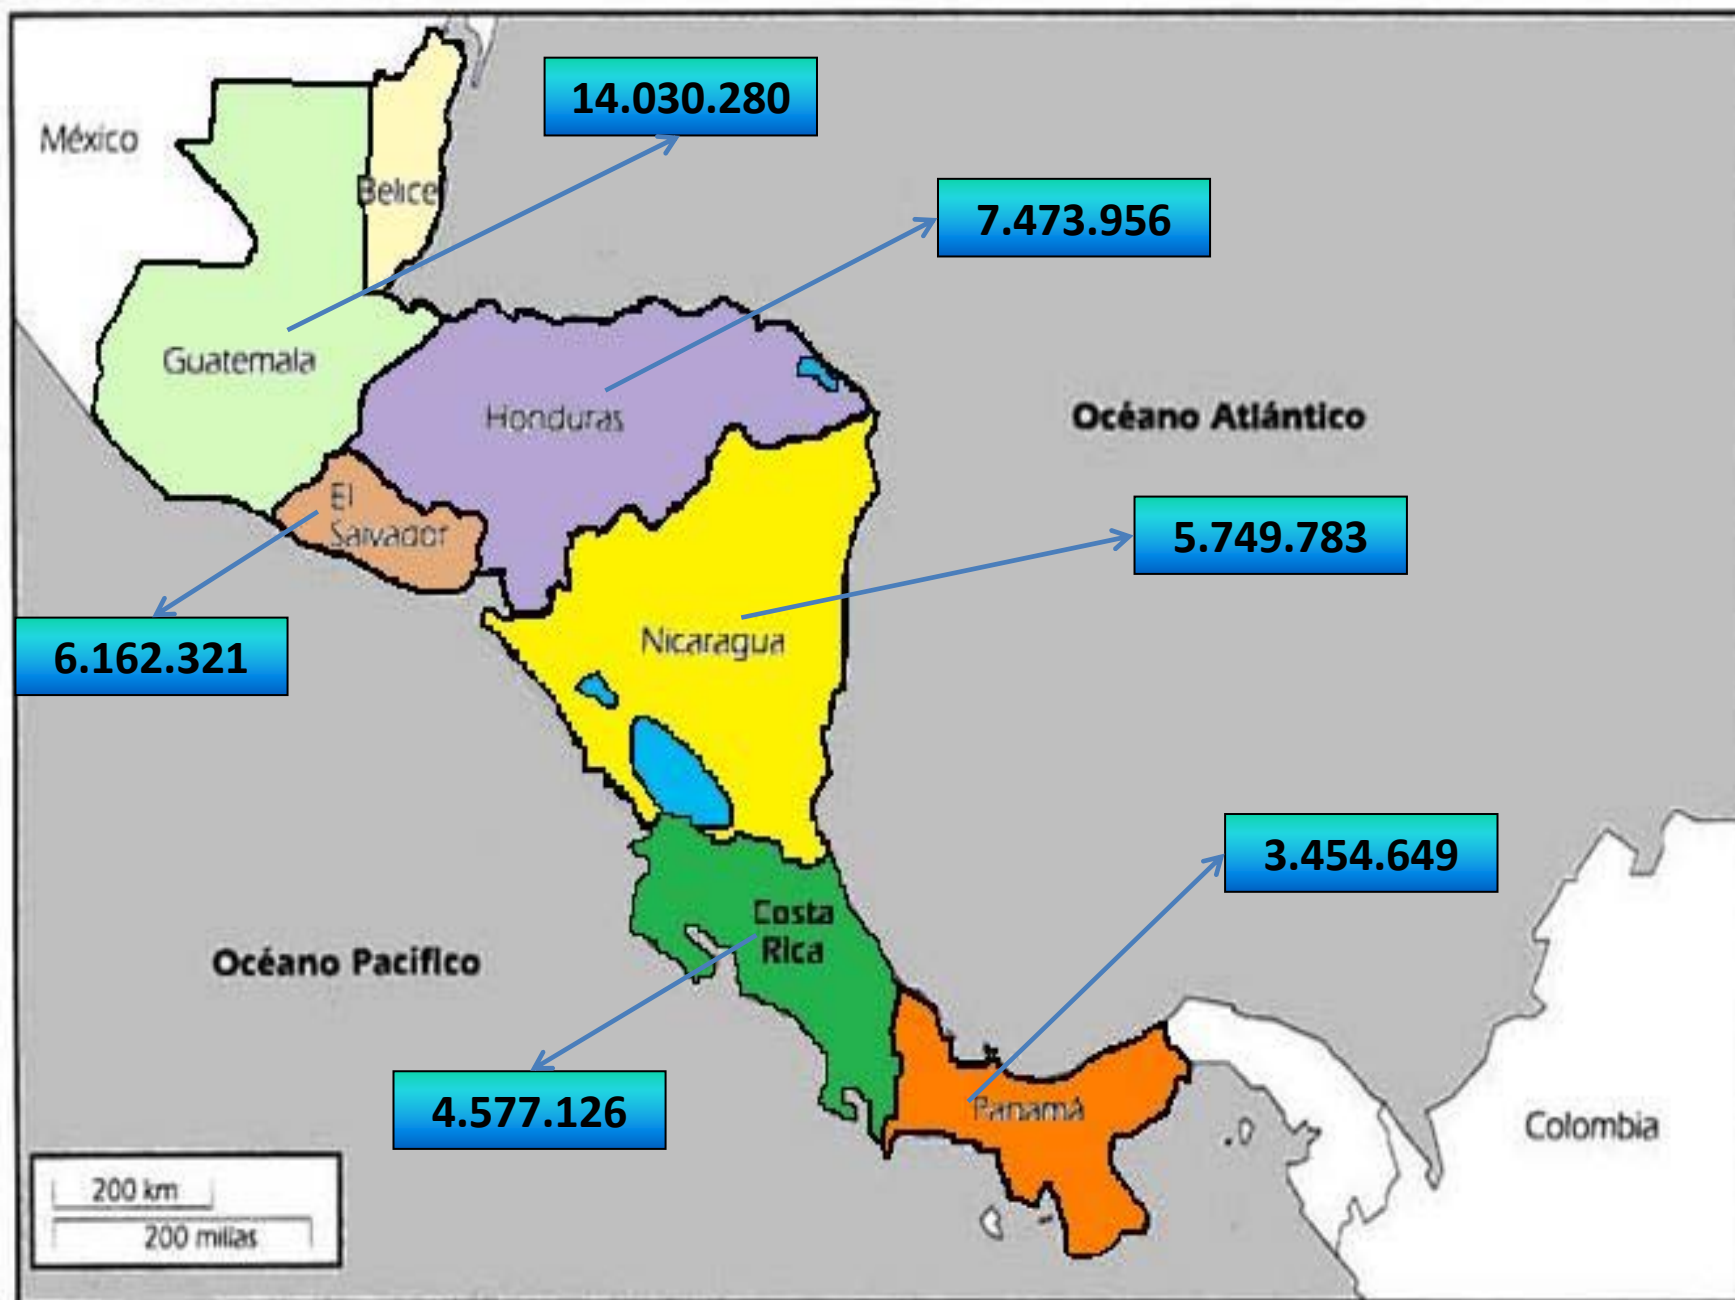 14.030.280
México
Belice
7.473.956
Guatemala
Honduras
Océano Atlántico
El
Salvador
5.749.783
6.162.321
Nicaragua
3.454.649
Costa
Rica
Océano Pacífico
4.577.126
Panamá
Colombia
200 km
200 millas